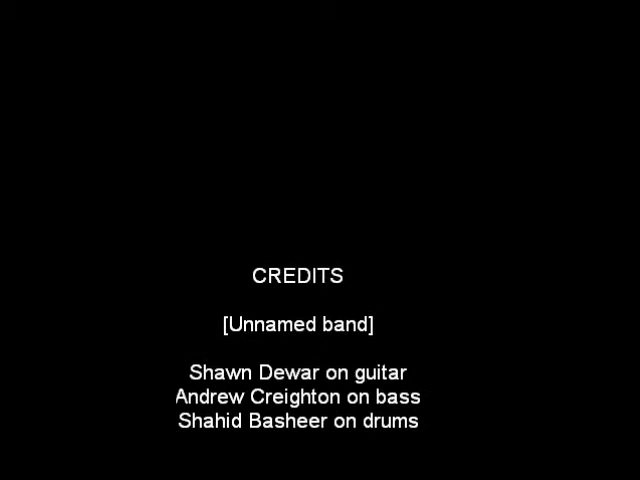 CREDITS
[Unnamed band]
Shawn Dewar on guitar
Andrew Creighton on bass
Shahid Basheer on drums